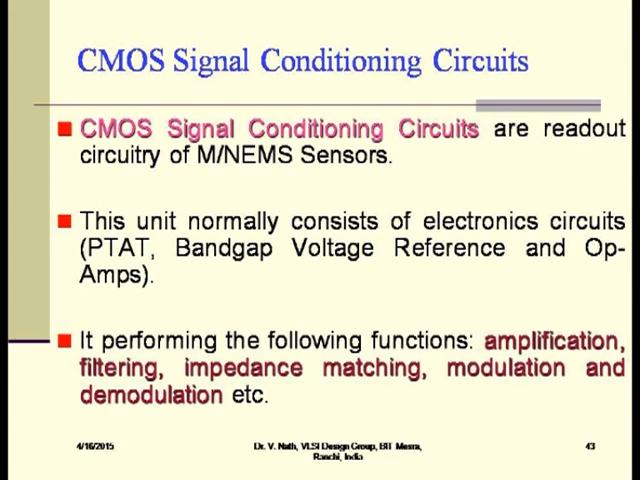 CMOS Signal Conditioning Circuits
CMOS Signal Conditioning Circuits are readout
circuitry of M/NEMS Sensors.
This unit normally consists of electronics circuits
(PTAT, Bandgap Voltage Reference and Op-
Amps).
It performing the following functions: amplification,
filtering, impedance matching, modulation and
demodulation etc.
4/16/2015
Dr. V. Nath, VLSI Design Group, BIT Mesra,
Ranchi, India
43